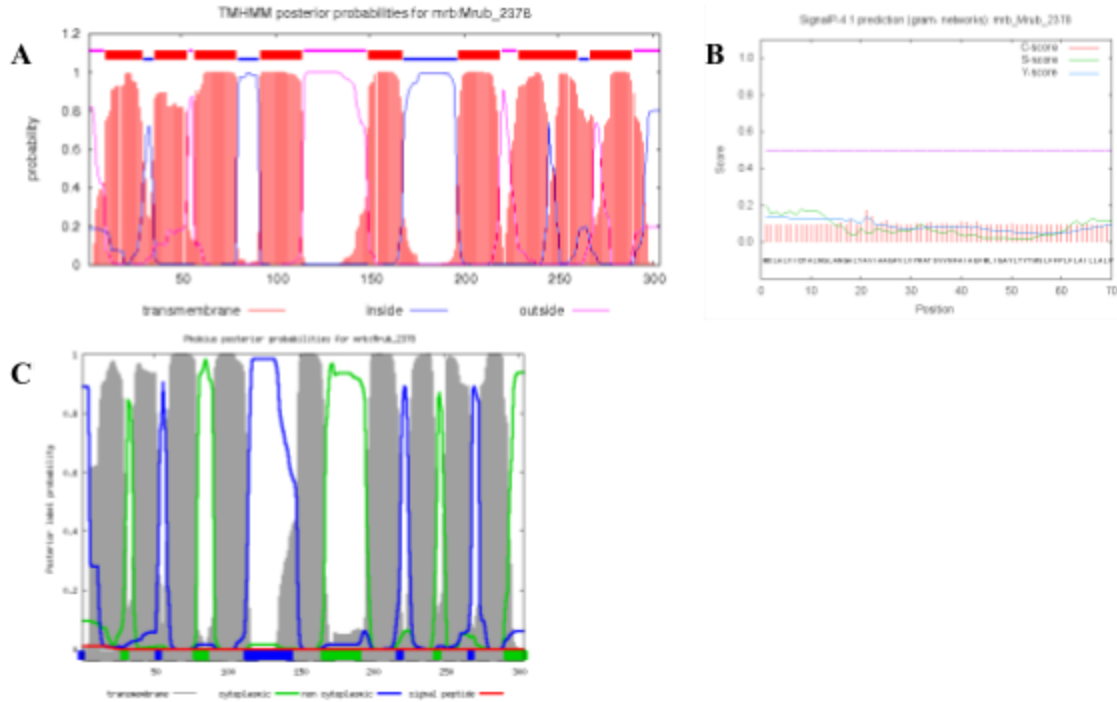 A
TMHMM posterior probabilities for mrb:Mrub_2378
1.2
1
0.8
0.6
0.4
0.2
0
probability
50
100
150
200
250
300
transmembrane
inside
outside
B
SignalP-4.1 prediction (gram- networks): mrb_Mrub_2378
C-score
S-score
Y-score
1.0
0.8
0.6
0.4
0.2
0.0
Score
0
10
20
30
40
50
60
70
Position
C
Phobius posterior probabilities for mrb:Mrub_2378
1
0.8
0.6
0.4
0.2
0
Posterior label probability
50
100
150
200
250
300
transmembrane
cytoplasmic
non cytoplasmic
signal peptide